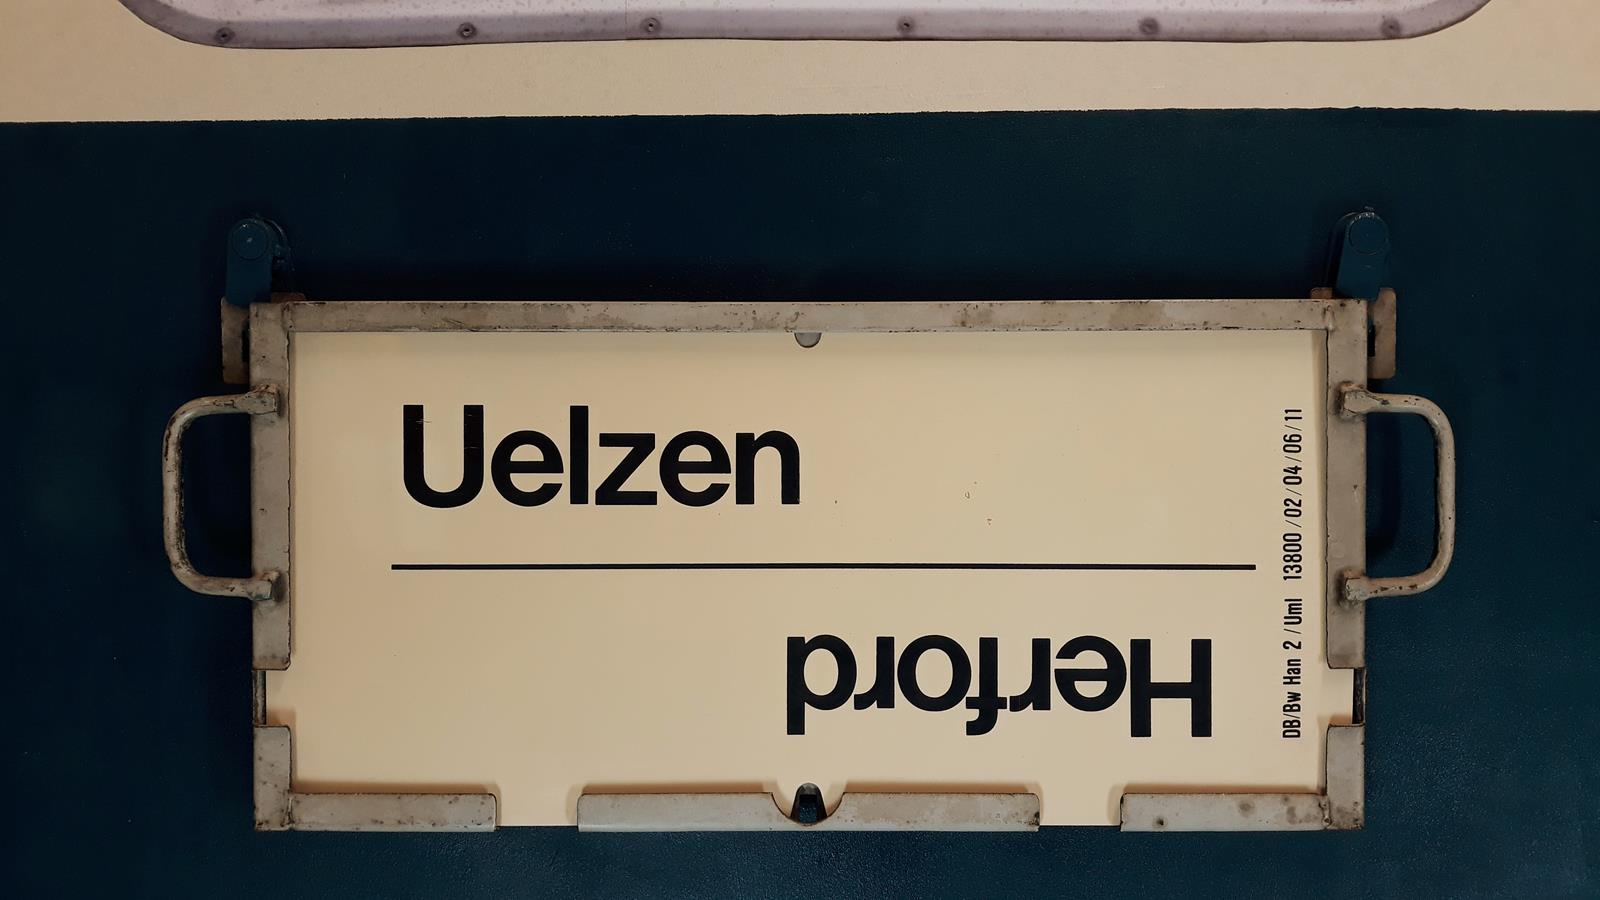 Uelzen
Herford
DB/Bw Han 2 / Uml 13800 / 02 / 04 / 06 / 11